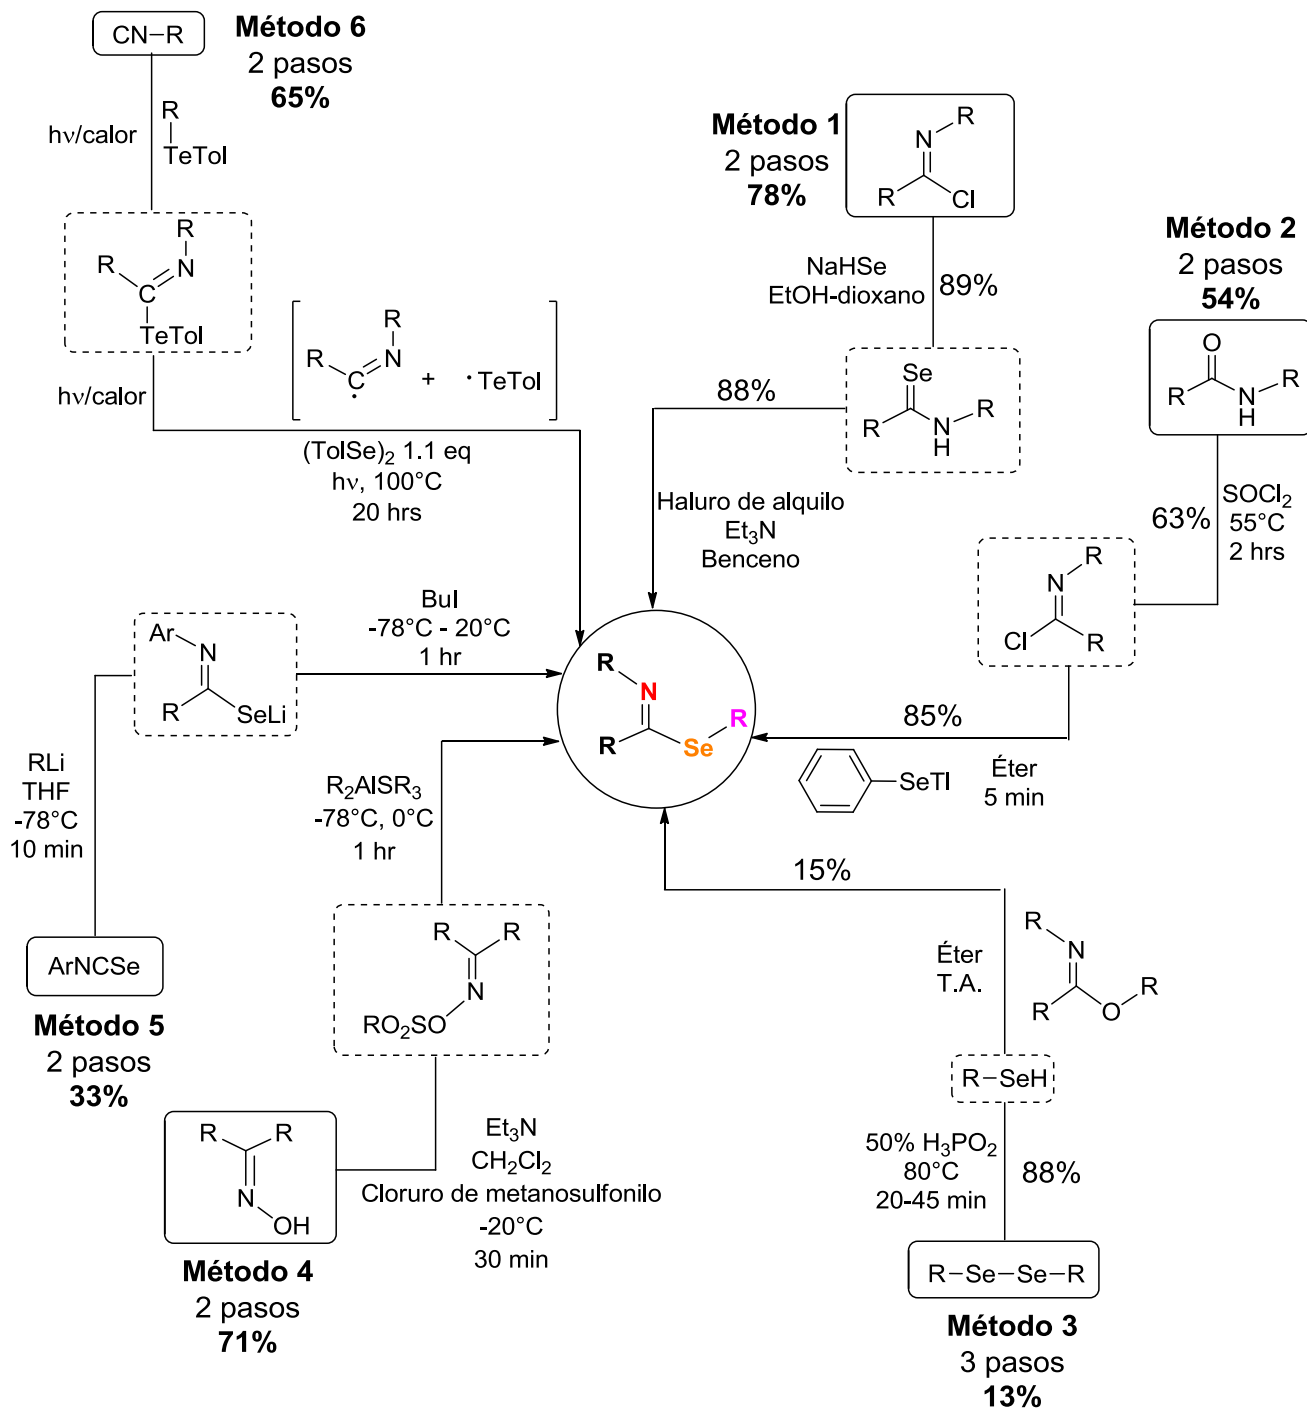 CN–R
Método 6
2 pasos
65%
hν/calor
R
TeTol
R
R
N
C
TeTol
hν/calor
R
R
N
C
+
·TeTol
(TolSe)2 1.1 eq
hν, 100°C
20 hrs
Método 1
2 pasos
78%
R
N
R
Cl
NaHSe
EtOH-dioxano
89%
Se
R
N
H
R
88%
Haluro de alquilo
Et3N
Benceno
Método 2
2 pasos
54%
O
R
N
H
R
63%
SOCl2
55°C
2 hrs
R
N
Cl
R
85%
SeTl
Éter
5 min
R
N
R
Se
R
BuI
-78°C - 20°C
1 hr
Ar
N
R
SeLi
RLi
THF
-78°C
10 min
ArNCSe
Método 5
2 pasos
33%
R2AlSR3
-78°C, 0°C
1 hr
R
R
N
RO2SO
Et3N
CH2Cl2
Cloruro de metanosulfonilo
-20°C
30 min
R
R
N
OH
Método 4
2 pasos
71%
15%
Éter
T.A.
R
N
R
O
R
R–SeH
50% H3PO2
80°C
20-45 min
88%
R–Se–Se–R
Método 3
3 pasos
13%